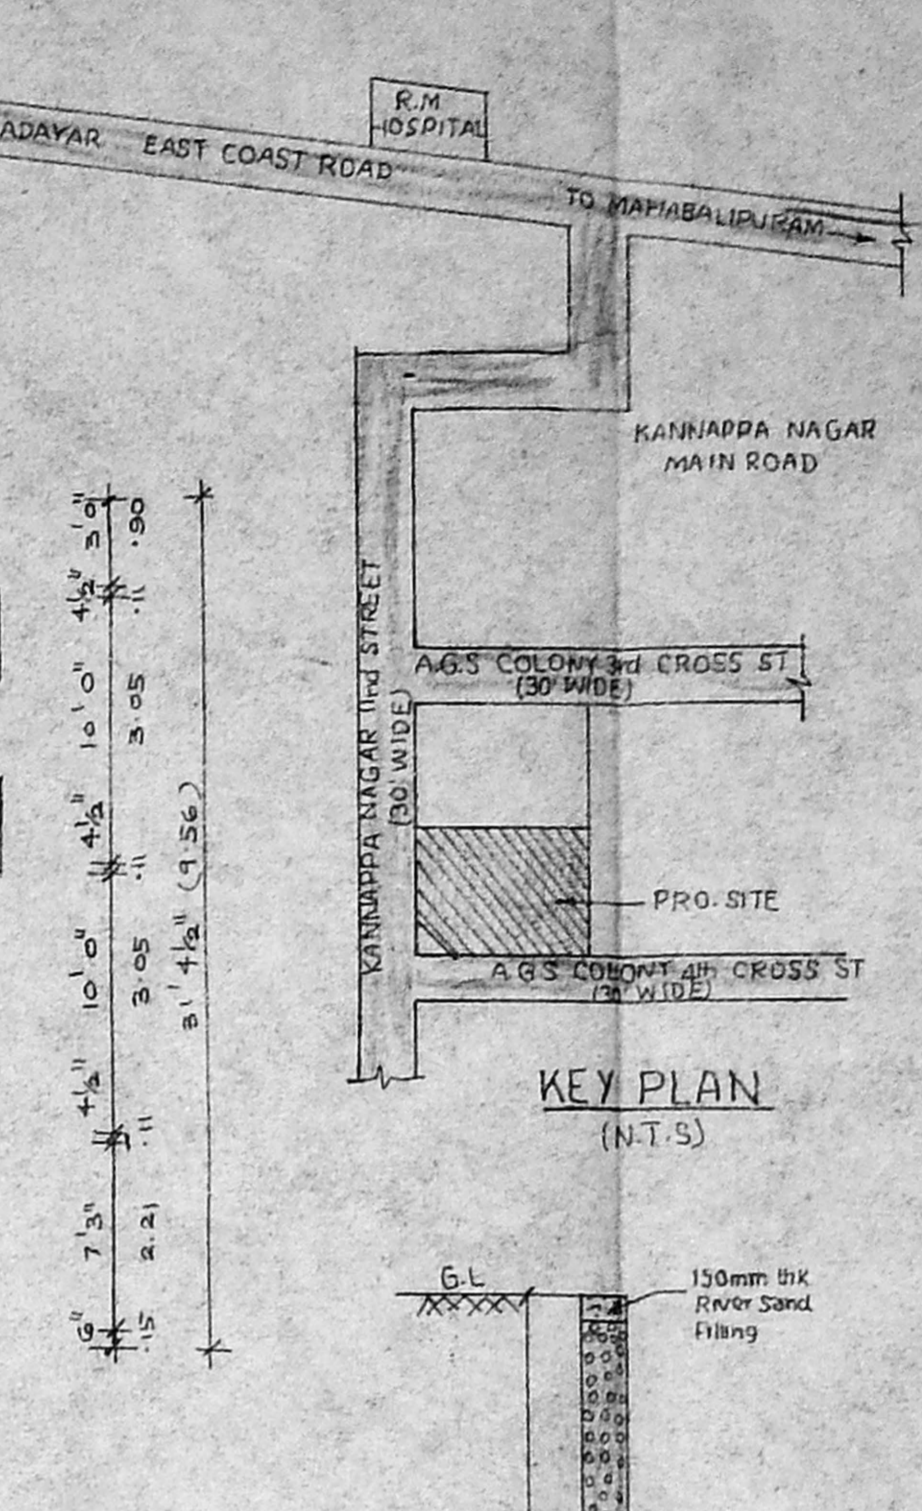 R.M
HOSPITAL
ADAYAR EAST COAST ROAD
TO MAHABALIPURAM
KANNAPPA NAGAR
MAIN ROAD
KANNAPPA NAGAR IInd STREET
(30' WIDE)
A.G.S COLONY 3rd CROSS ST
(30' WIDE)
PRO. SITE
A.G.S COLONY 4th CROSS ST
(30' WIDE)
KEY PLAN
(N.T.S)
3'0"
.90
4½"
.11
10'0"
3.05
4½"
.11
10'0"
3.05
4½"
.11
7'3"
2.21
6"
.15
31'4½" (9.56)
G.L
150mm thk
River Sand
Filling